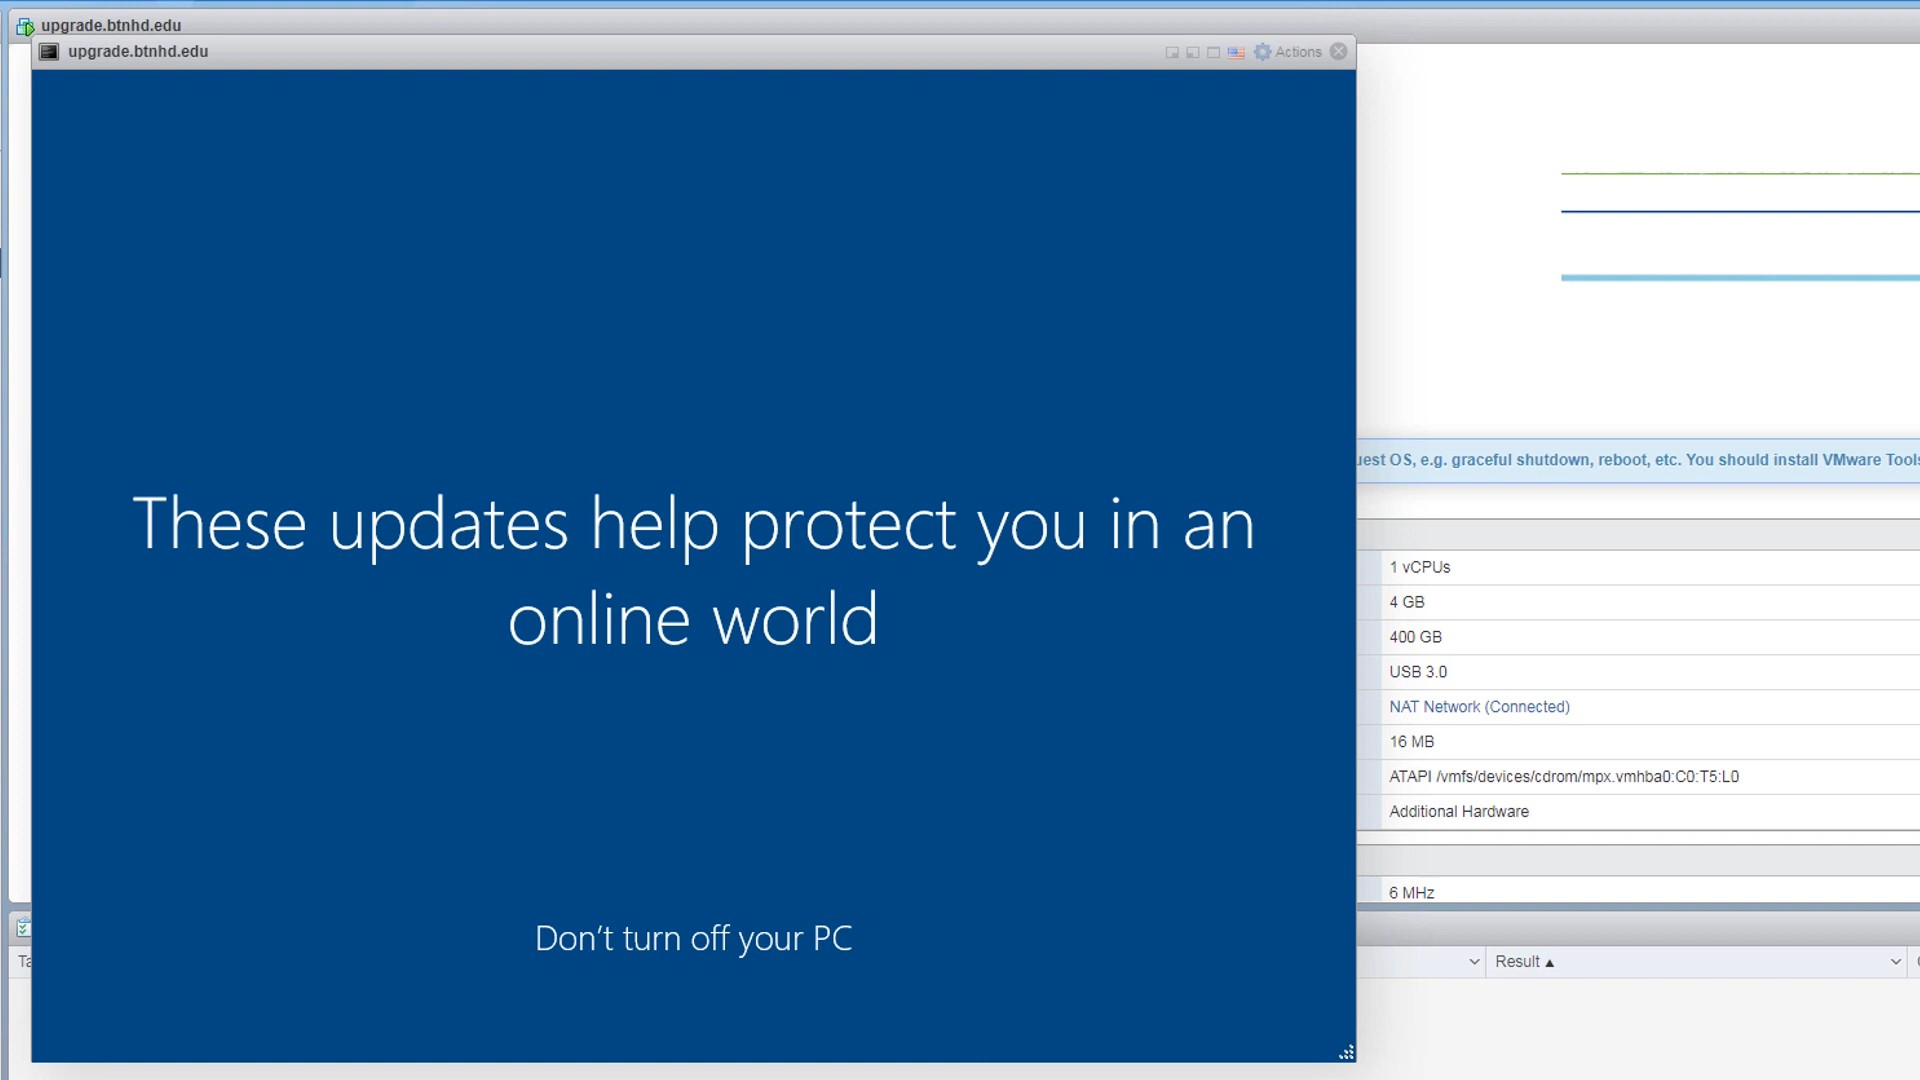 upgrade.btnhd.edu
upgrade.btnhd.edu
Actions
These updates help protect you in an
online world
Don't turn off your PC
OS, e.g. graceful shutdown, reboot, etc. You should install VMware Tools
1 vCPUs
4 GB
400 GB
USB 3.0
NAT Network (Connected)
16 MB
ATAPI /vmfs/devices/cdrom/mpx.vmhba0:C0:T5:L0
Additional Hardware
6 MHz
Result ▲